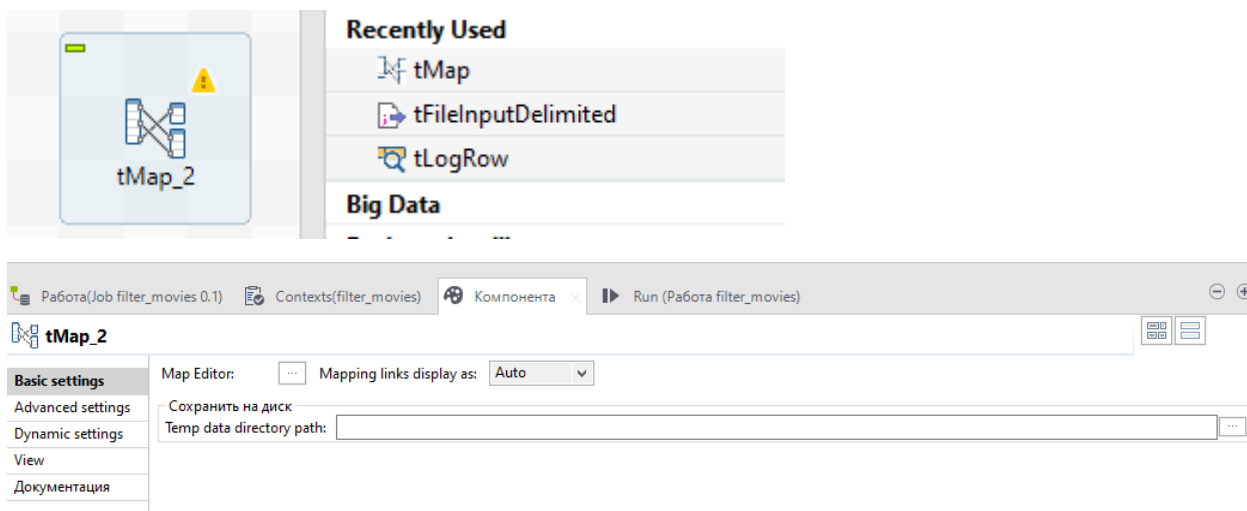 Recently Used
tMap
tFileInputDelimited
tLogRow
tMap_2
Big Data
Работа(Job filter_movies 0.1) Contexts(filter_movies) Компонента Run (Работа filter_movies)
tMap_2
Basic settings
Map Editor: ... Mapping links display as: Auto
Advanced settings
Сохранить на диск
Temp data directory path: ...
Dynamic settings
View
Документация